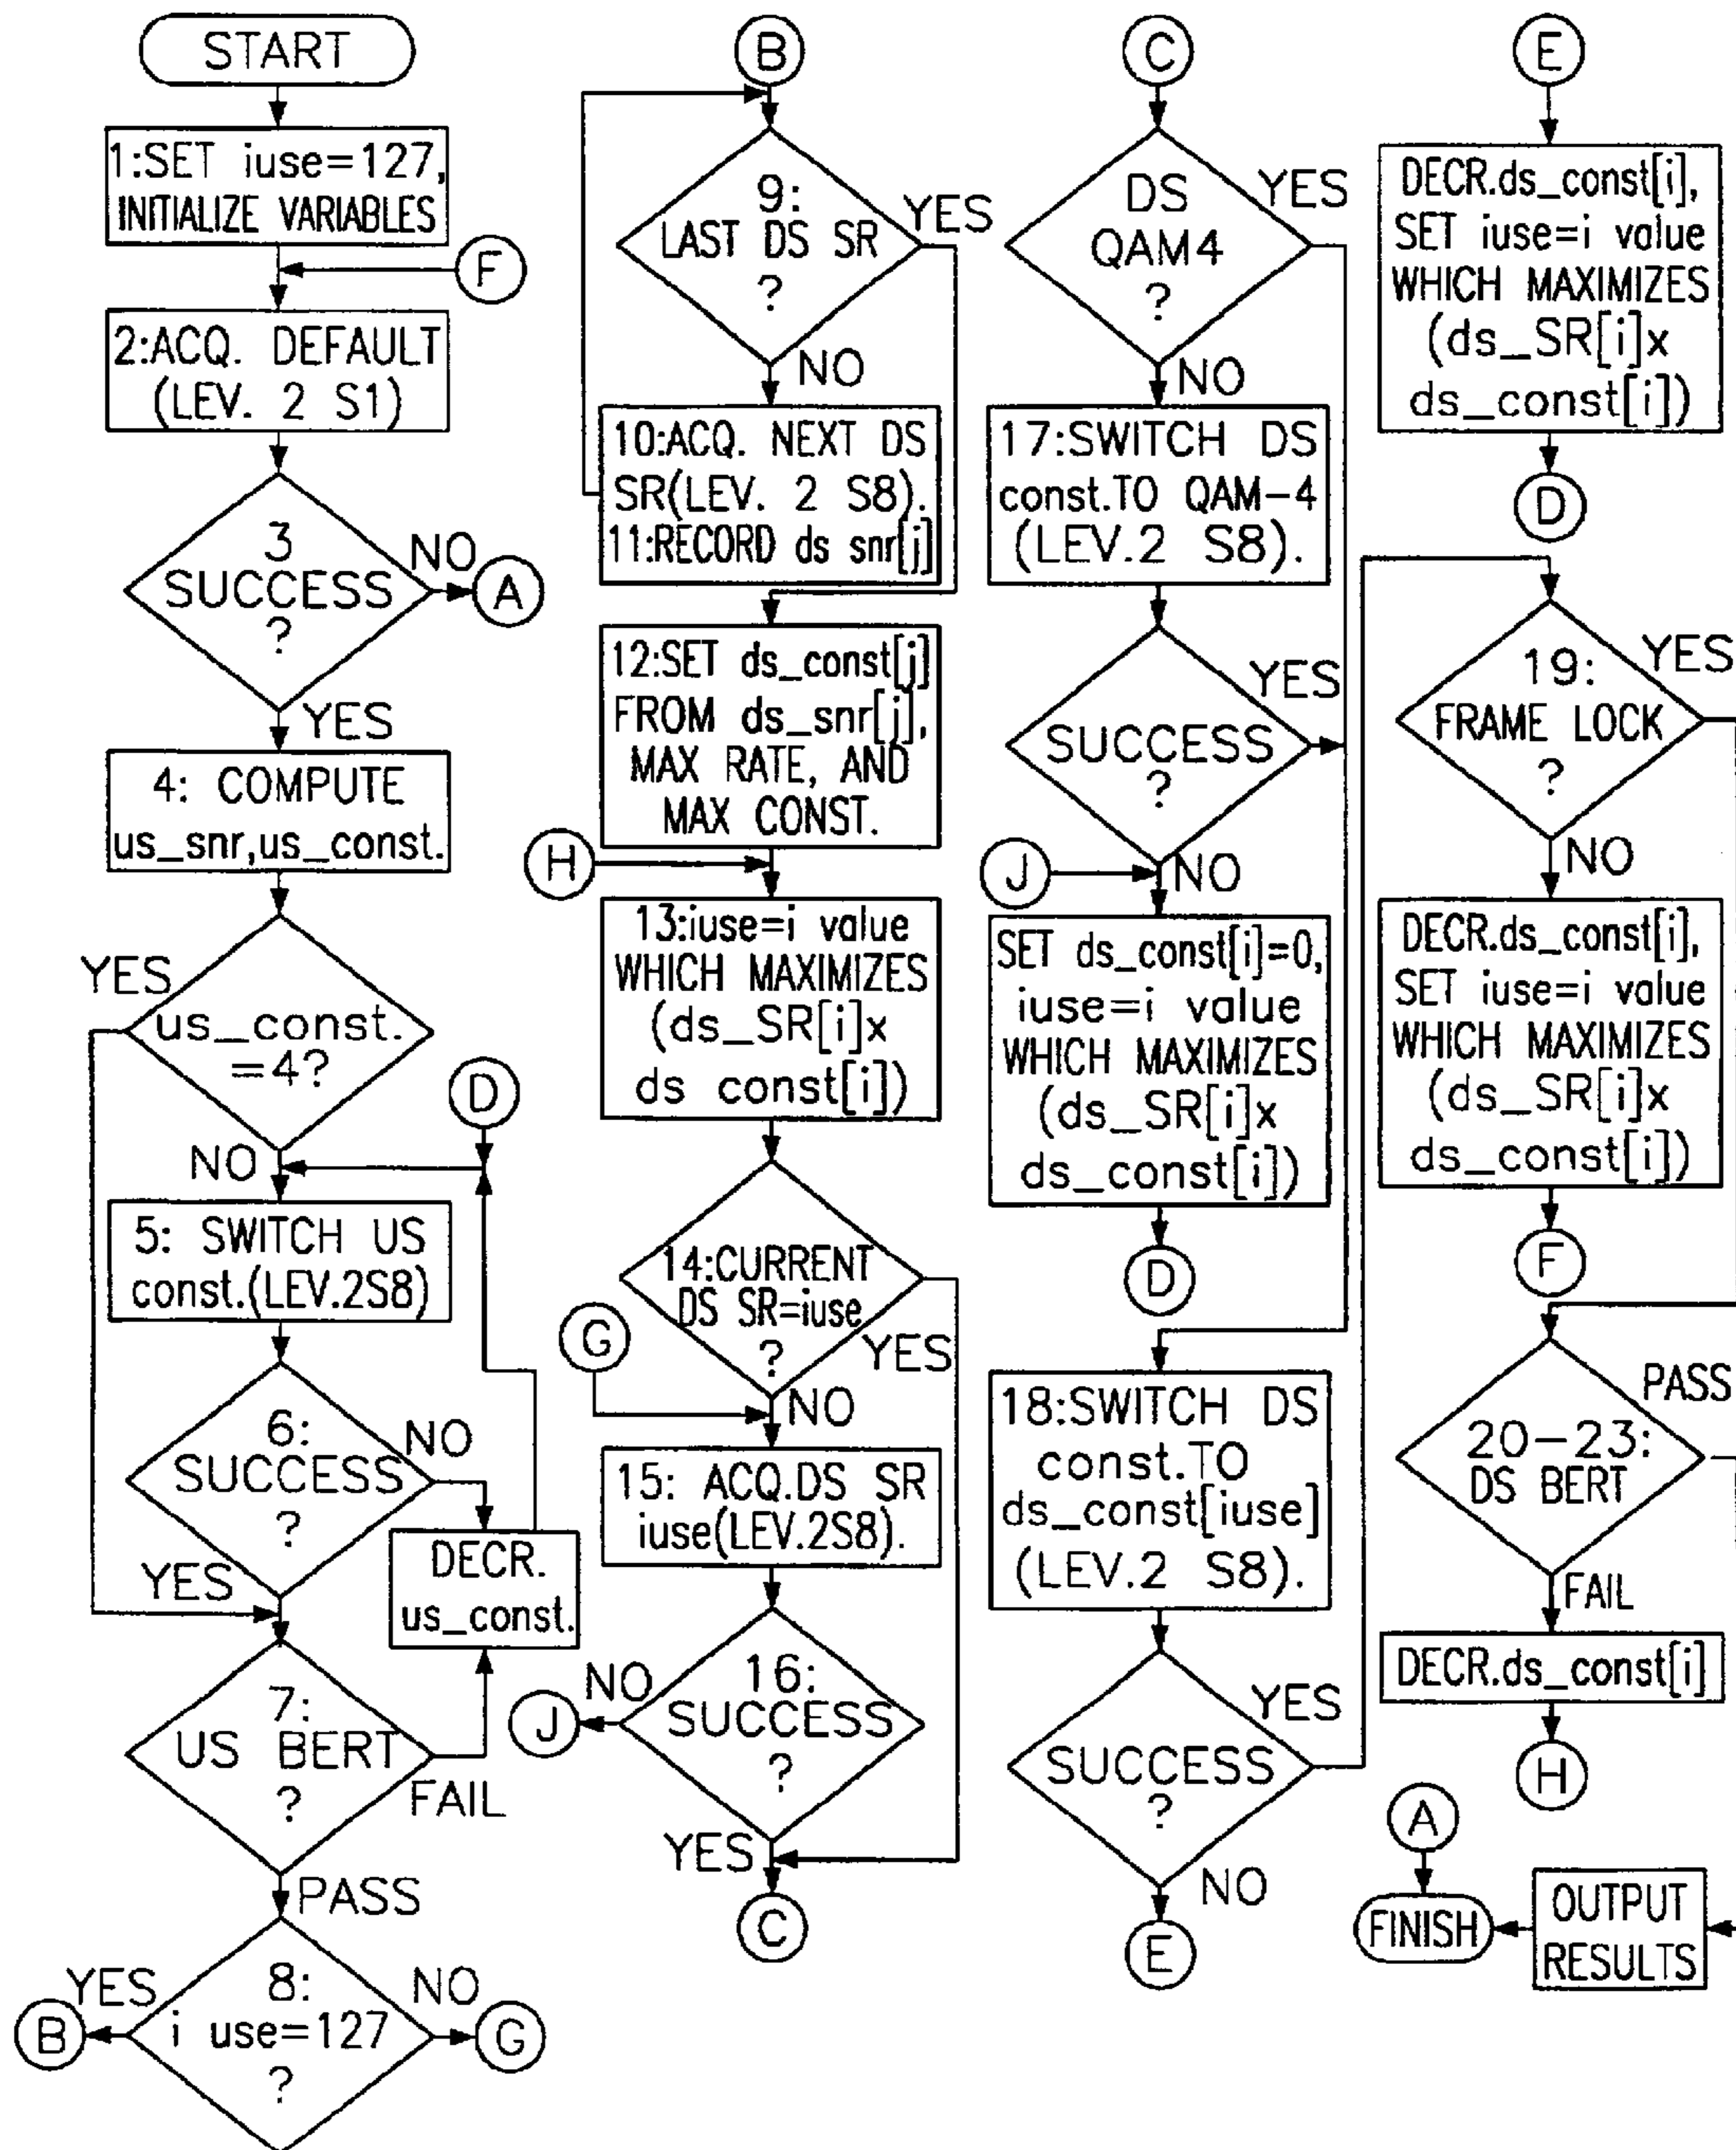 START
1:SET iuse=127,
INITIALIZE VARIABLES
F
2:ACQ. DEFAULT
(LEV. 2 S1)
3
SUCCESS
?
NO
A
YES
4: COMPUTE
us_snr,us_const.
YES
us_const.
=4?
D
NO
5: SWITCH US
const.(LEV.2S8)
6:
SUCCESS
?
NO
YES
DECR.
us_const.
7:
US BERT
?
FAIL
PASS
8:
i use=127
?
YES
B
NO
G
B
9:
LAST DS SR
?
YES
NO
10:ACQ. NEXT DS
SR(LEV. 2 S8).
11:RECORD ds snr[j]
12:SET ds_const[j]
FROM ds_snr[j],
MAX RATE, AND
MAX CONST.
H
13:iuse=i value
WHICH MAXIMIZES
(ds_SR[i]x
ds const[i])
14:CURRENT
DS SR=iuse
?
G
YES
NO
15: ACQ.DS SR
iuse(LEV.2S8).
16:
SUCCESS
?
NO
J
YES
C
C
DS
QAM4
?
YES
NO
17:SWITCH DS
const.TO QAM-4
(LEV.2 S8).
YES
SUCCESS
?
J
NO
SET ds_const[i]=0,
iuse=i value
WHICH MAXIMIZES
(ds_SR[i]x
ds_const[i])
D
18:SWITCH DS
const.TO
ds_const[iuse]
(LEV.2 S8).
YES
SUCCESS
?
NO
E
E
DECR.ds_const[i],
SET iuse=i value
WHICH MAXIMIZES
(ds_SR[i]x
ds_const[i])
D
19:
FRAME LOCK
?
YES
NO
DECR.ds_const[i],
SET iuse=i value
WHICH MAXIMIZES
(ds_SR[i]x
ds_const[i])
F
PASS
20-23:
DS BERT
FAIL
DECR.ds_const[i]
H
A
FINISH
OUTPUT
RESULTS